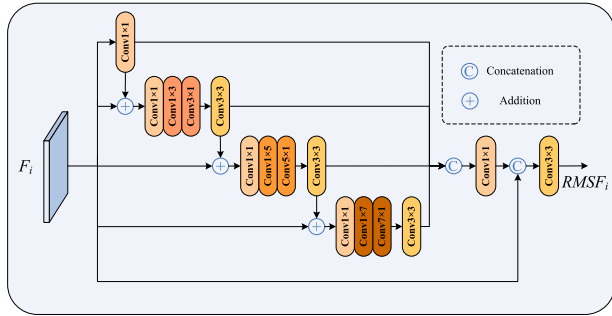 Conv1×1
Conv1×1
Conv1×3
Conv3×1
Conv3×3
Concatenation
Addition
C
+
+
Conv1×1
Conv1×5
Conv5×1
Conv3×3
F_i
+
C
Conv1×1
C
Conv3×3
RMSF_i
+
Conv1×1
Conv1×7
Conv7×1
Conv3×3